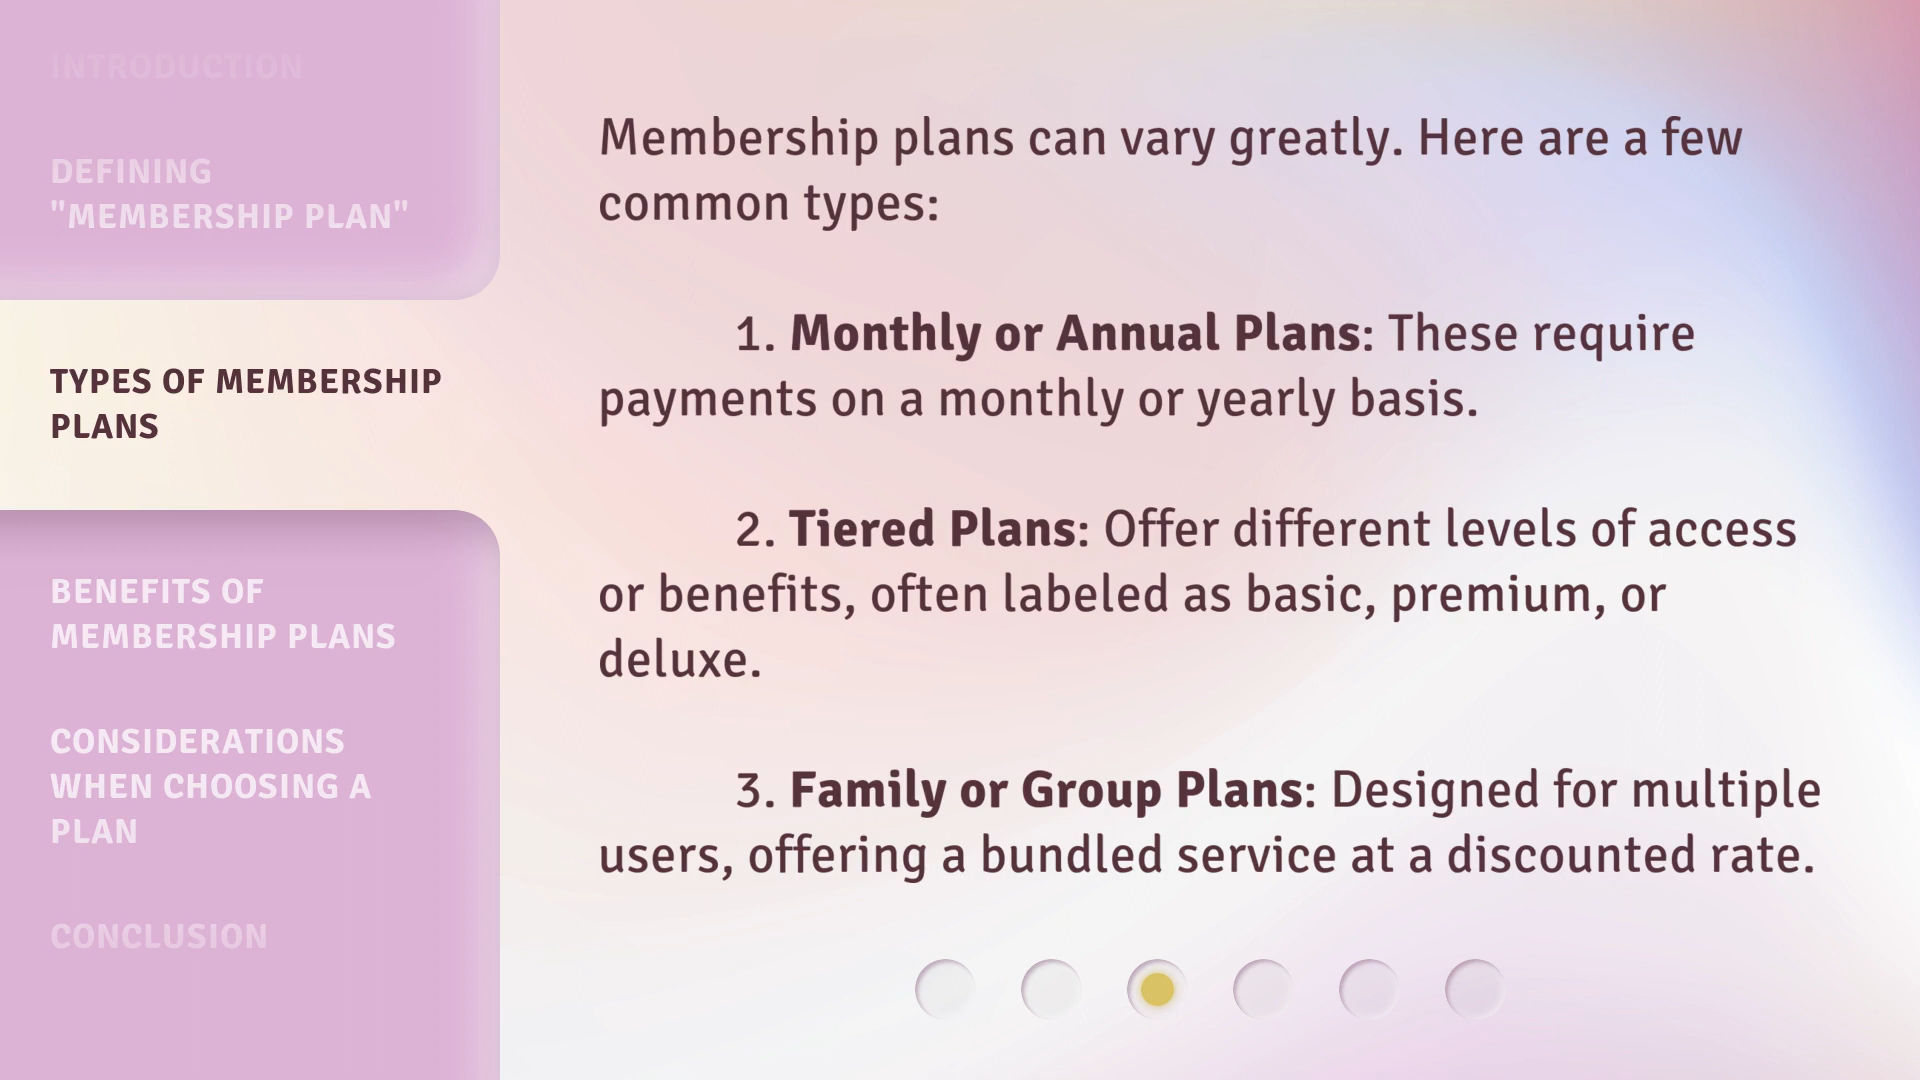 INTRODUCTION
DEFINING
"MEMBERSHIP PLAN"
TYPES OF MEMBERSHIP
PLANS
BENEFITS OF
MEMBERSHIP PLANS
CONSIDERATIONS
WHEN CHOOSING A
PLAN
CONCLUSION
Membership plans can vary greatly. Here are a few
common types:
1. Monthly or Annual Plans: These require
payments on a monthly or yearly basis.
2. Tiered Plans: Offer different levels of access
or benefits, often labeled as basic, premium, or
deluxe.
3. Family or Group Plans: Designed for multiple
users, offering a bundled service at a discounted rate.